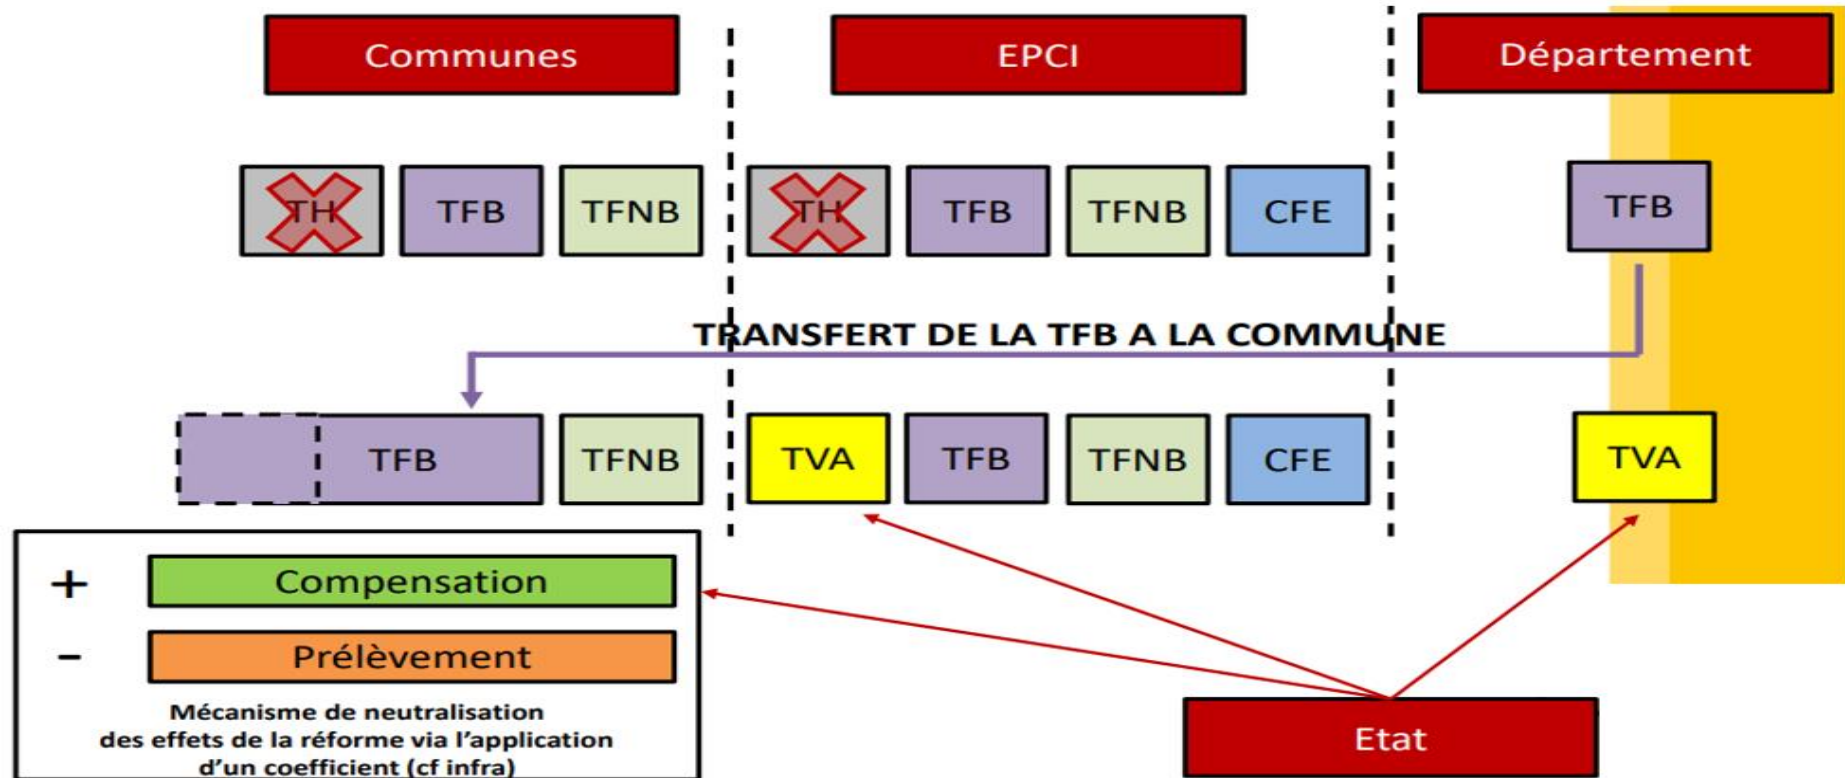 Communes
EPCI
Département
TH
TFB
TFNB
TH
TFB
TFNB
CFE
TFB
TRANSFERT DE LA TFB A LA COMMUNE
TFB
TFNB
TVA
TFB
TFNB
CFE
TVA
+
Compensation
-
Prélèvement
Mécanisme de neutralisation
des effets de la réforme via l'application
d'un coefficient (cf infra)
Etat